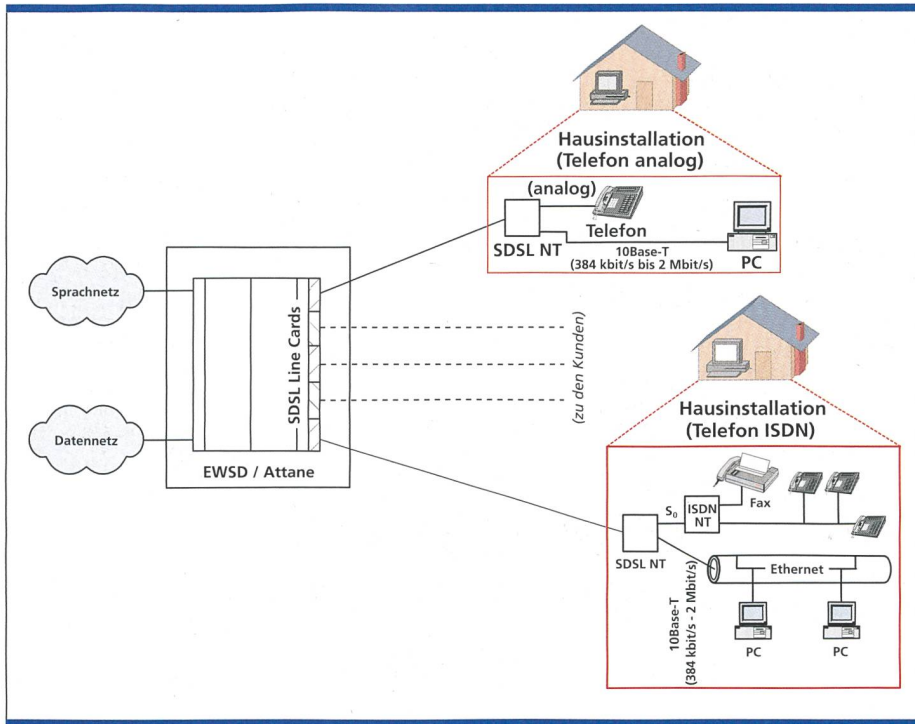 Hausinstallation
(Telefon analog)
(analog)
Telefon
SDSL NT
10Base-T
(384 kbit/s bis 2 Mbit/s)
PC
Sprachnetz
Datennetz
SDSL Line Cards
EWSD / Attane
(zu den Kunden)
Hausinstallation
(Telefon ISDN)
Fax
S₀
ISDN
NT
SDSL NT
Ethernet
10Base-T
(384 kbit/s - 2 Mbit/s)
PC
PC